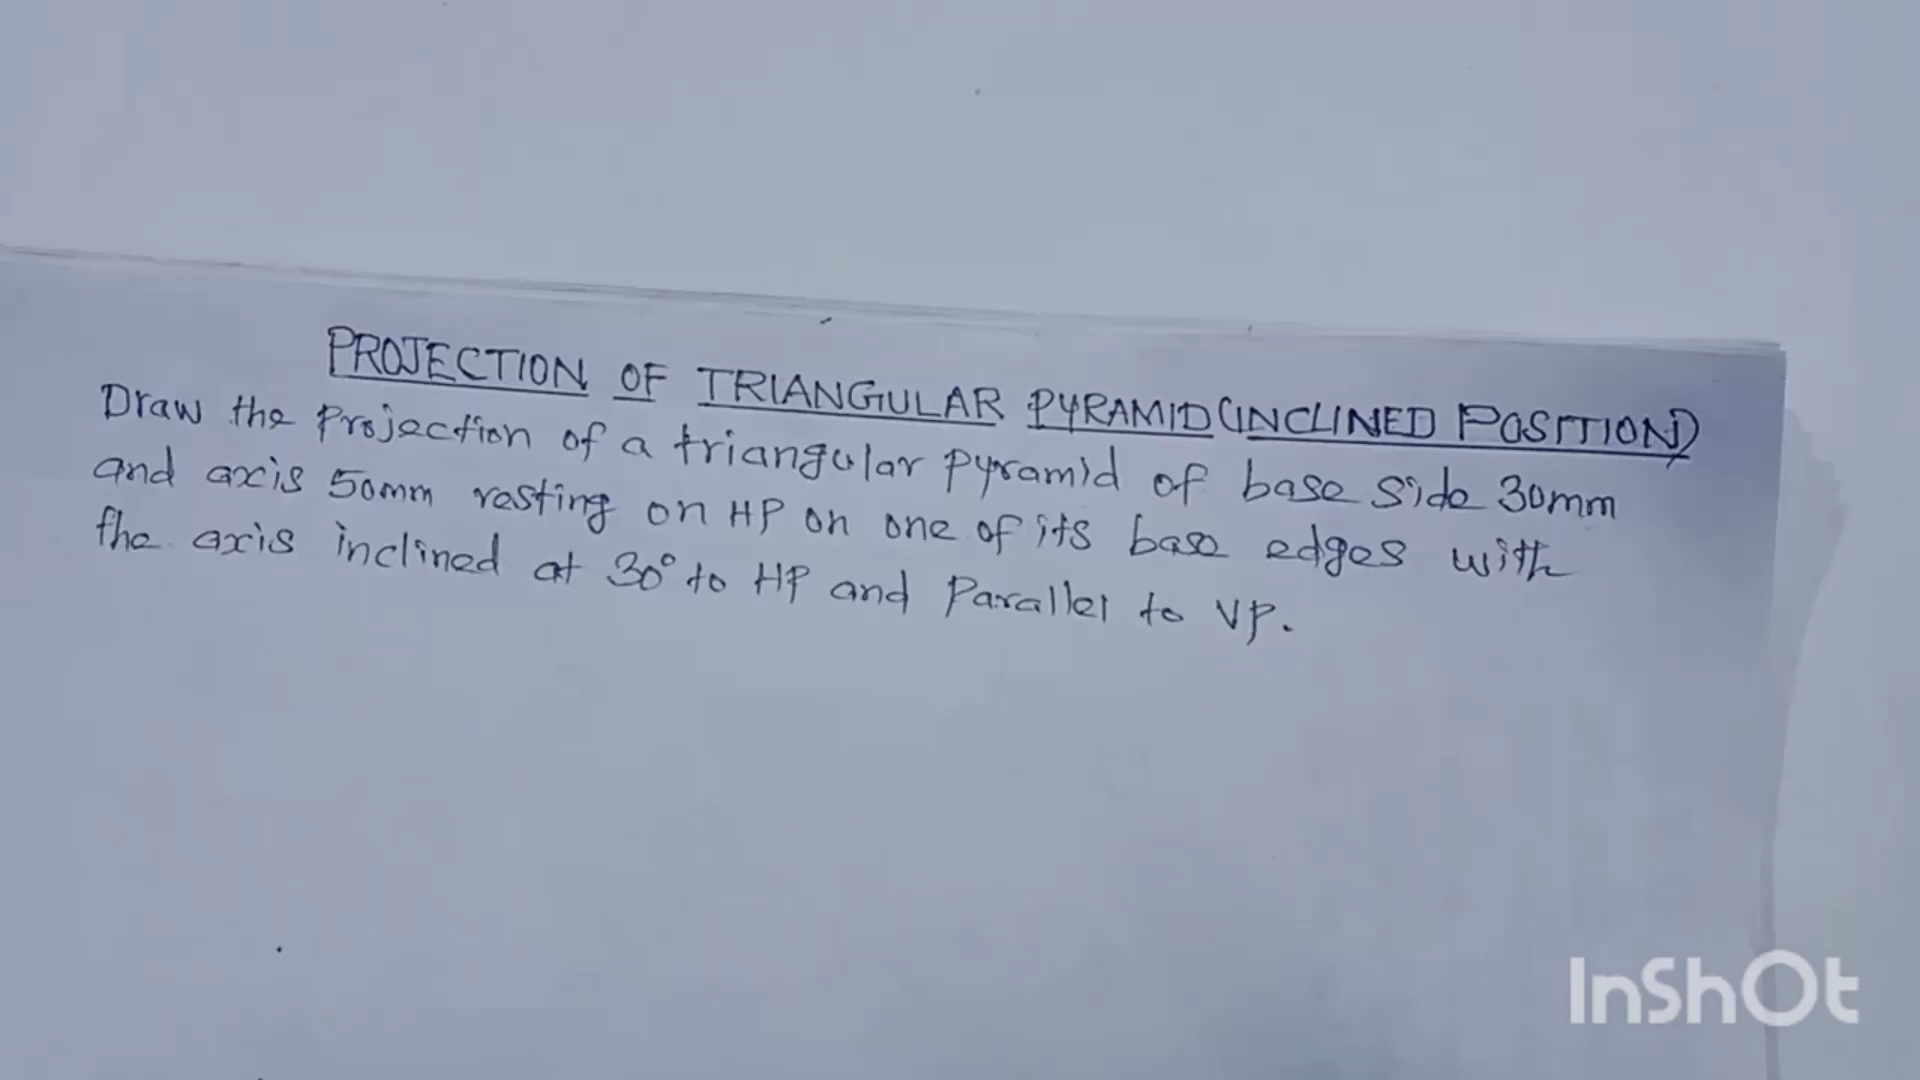 PROJECTION OF TRIANGULAR PYRAMID (INCLINED POSITION)
Draw the projection of a triangular pyramid of base side 30mm
and axis 50mm resting on HP on one of its base edges with
the axis inclined at 30° to HP and parallel to VP.
InShOt